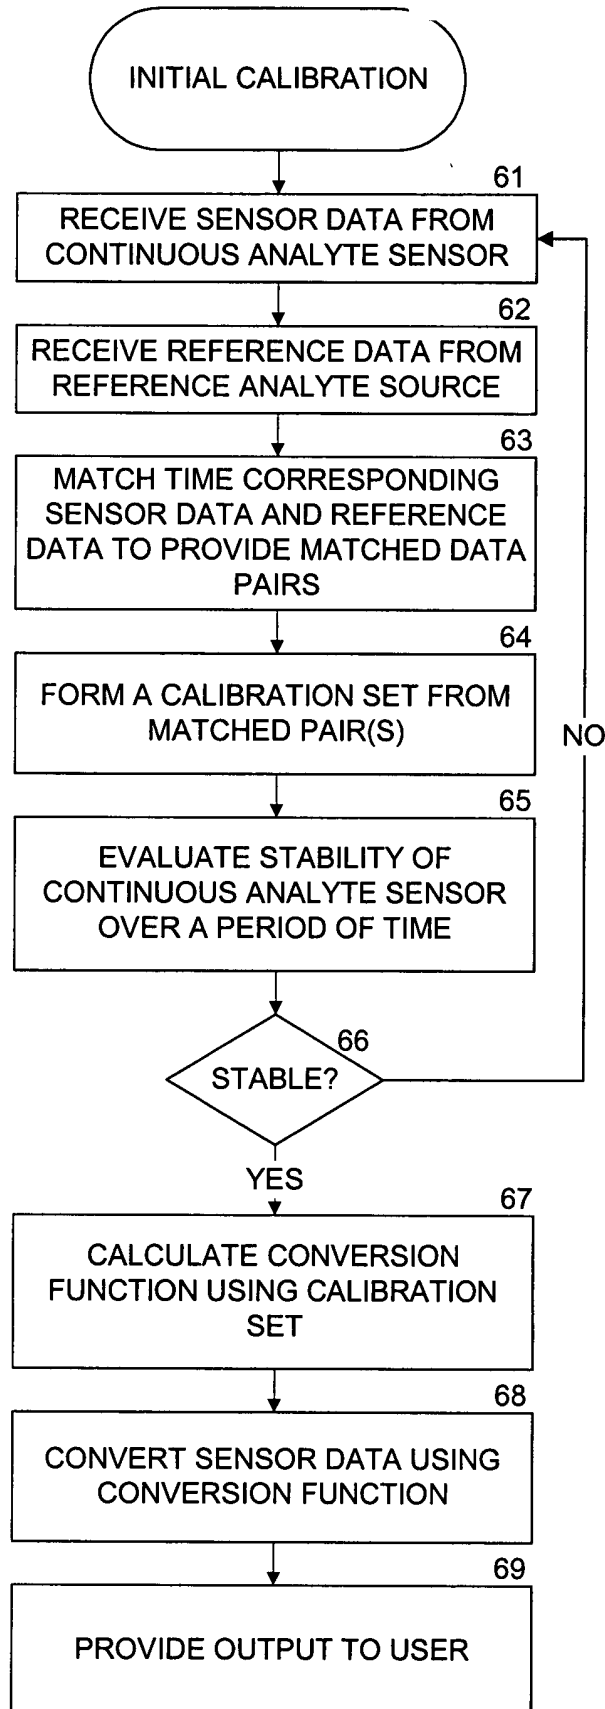 INITIAL CALIBRATION
61
RECEIVE SENSOR DATA FROM
CONTINUOUS ANALYTE SENSOR
62
RECEIVE REFERENCE DATA FROM
REFERENCE ANALYTE SOURCE
63
MATCH TIME CORRESPONDING
SENSOR DATA AND REFERENCE
DATA TO PROVIDE MATCHED DATA
PAIRS
64
FORM A CALIBRATION SET FROM
MATCHED PAIR(S)
NO
65
EVALUATE STABILITY OF
CONTINUOUS ANALYTE SENSOR
OVER A PERIOD OF TIME
66
STABLE?
YES
67
CALCULATE CONVERSION
FUNCTION USING CALIBRATION
SET
68
CONVERT SENSOR DATA USING
CONVERSION FUNCTION
69
PROVIDE OUTPUT TO USER